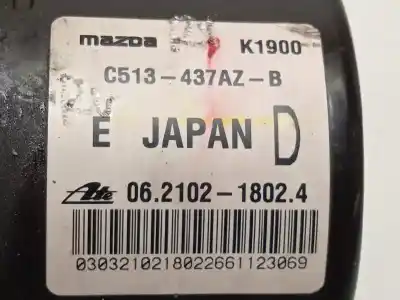 mazda K1900
C513-437AZ-B
E JAPAN D
Ate 06.2102-1802.4
03032102180226611230​69